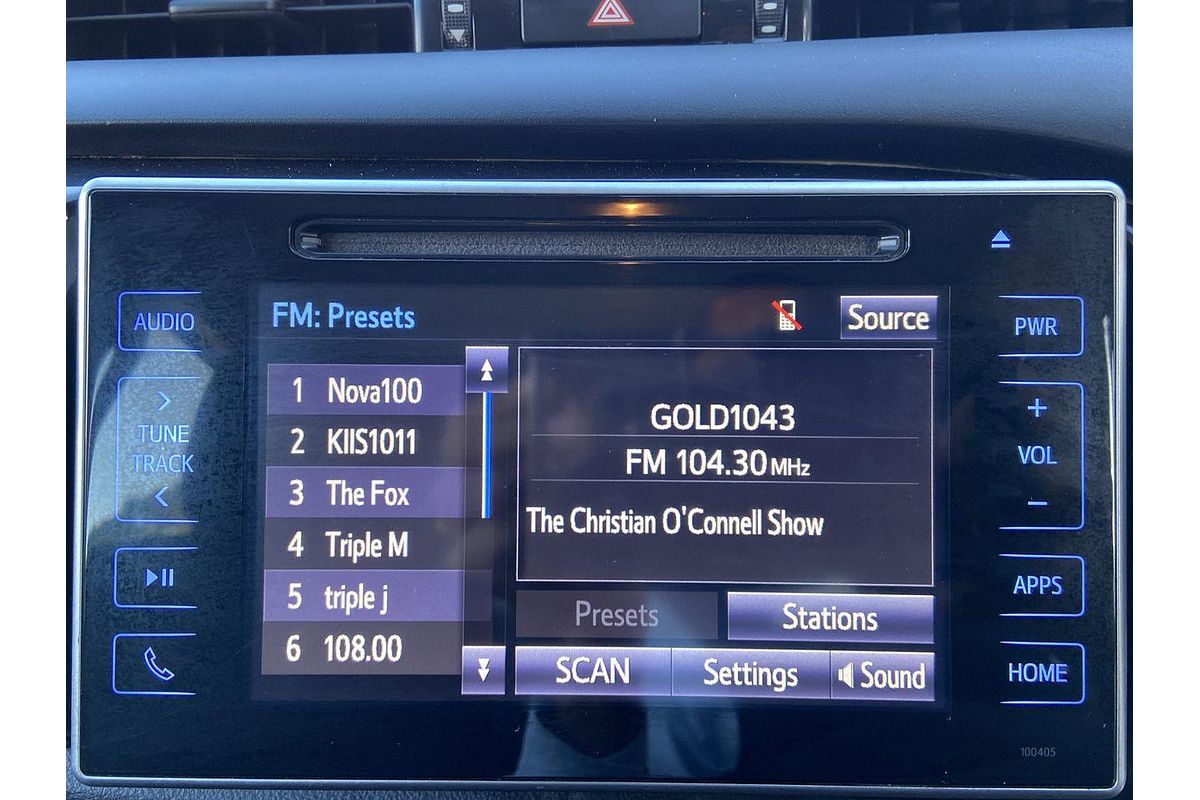 FM: Presets
Source
AUDIO
TUNE
TRACK
1 Nova100
2 KIIS1011
3 The Fox
4 Triple M
5 triple j
6 108.00
GOLD1043
FM 104.30 MHz
The Christian O'Connell Show
Presets
Stations
SCAN
Settings
Sound
PWR
+
VOL
-
APPS
HOME
100405